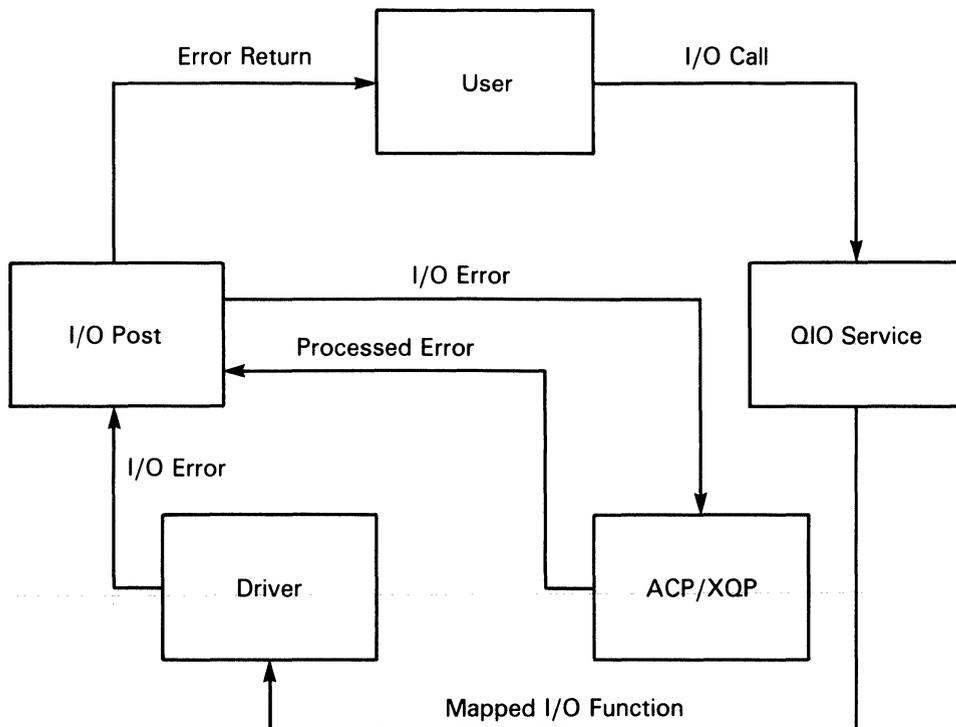 Error Return
User
I/O Call
I/O Error
I/O Post
QIO Service
Processed Error
I/O Error
Driver
ACP/XQP
Mapped I/O Function